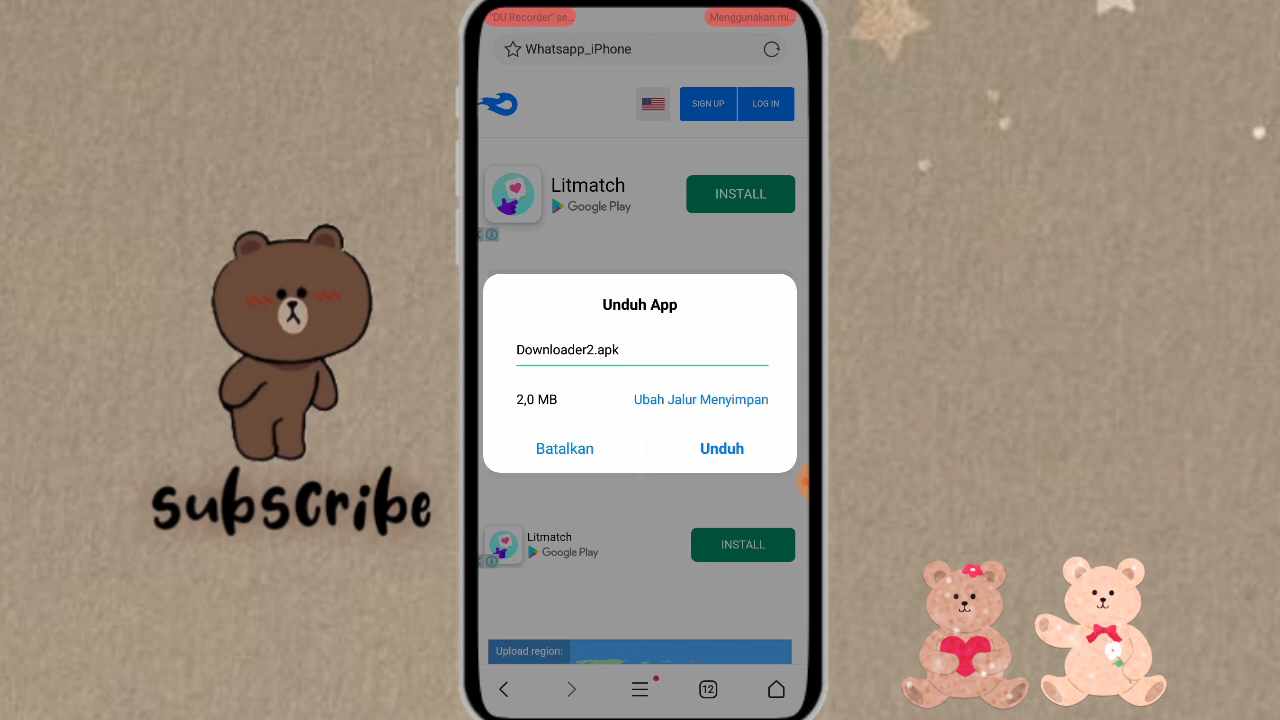 "DU Recorder" se...
Menggunakan mi...
Whatsapp_iPhone
SIGN UP
LOG IN
Litmatch
Google Play
INSTALL
Unduh App
Downloader2.apk
2,0 MB
Ubah Jalur Menyimpan
Batalkan
Unduh
subscribe
Litmatch
Google Play
INSTALL
Upload region:
12